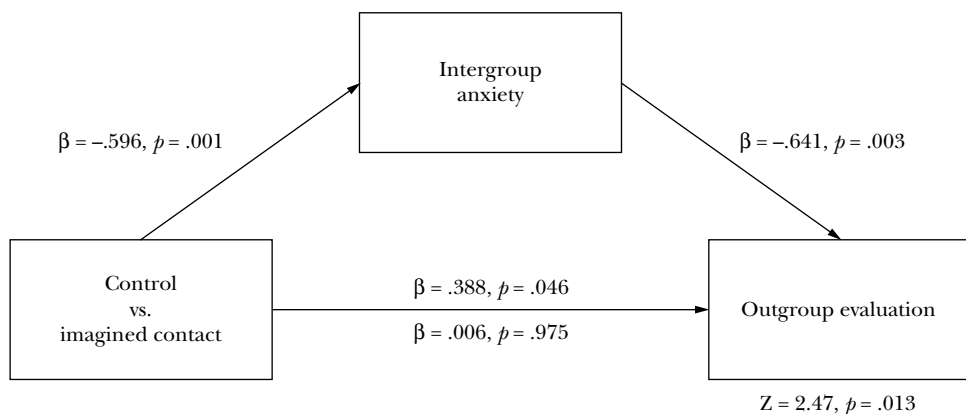 Intergroup
anxiety
β = –.596, p = .001
β = –.641, p = .003
Control
vs.
imagined contact
β = .388, p = .046
β = .006, p = .975
Outgroup evaluation
Z = 2.47, p = .013